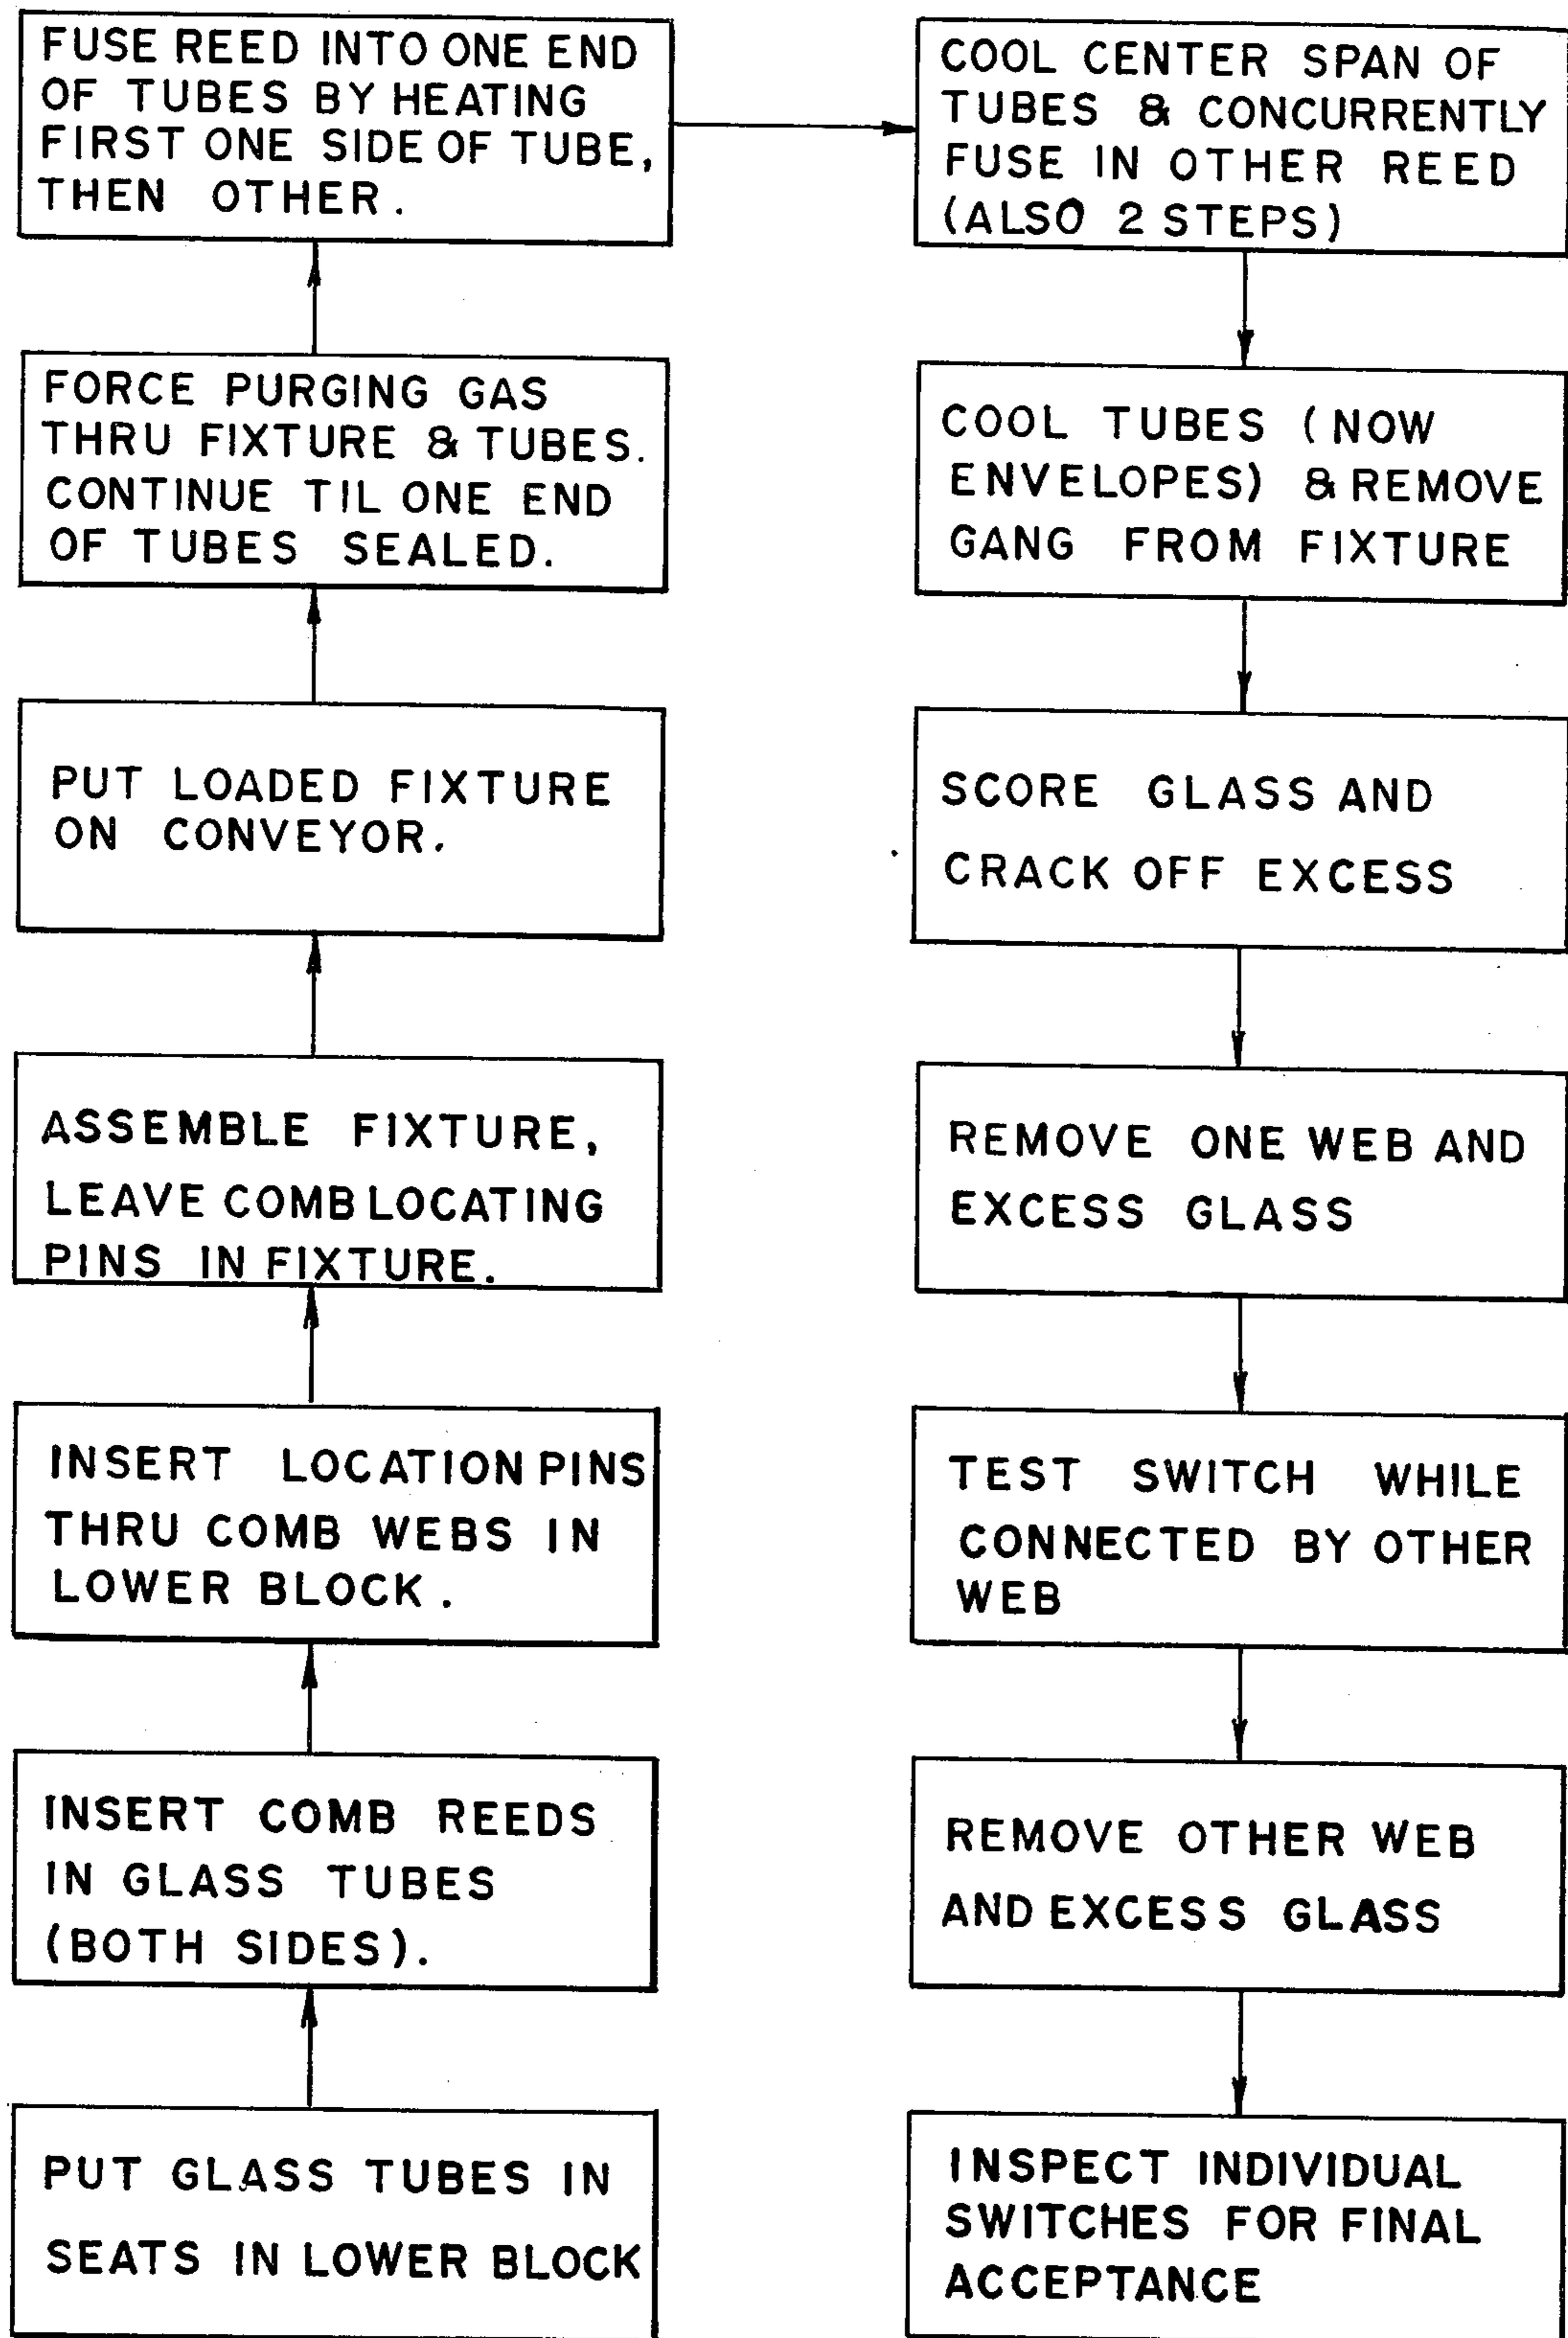 FUSE REED INTO ONE END
OF TUBES BY HEATING
FIRST ONE SIDE OF TUBE,
THEN OTHER.
COOL CENTER SPAN OF
TUBES & CONCURRENTLY
FUSE IN OTHER REED
(ALSO 2 STEPS)
FORCE PURGING GAS
THRU FIXTURE & TUBES.
CONTINUE TIL ONE END
OF TUBES SEALED.
COOL TUBES (NOW
ENVELOPES) & REMOVE
GANG FROM FIXTURE
PUT LOADED FIXTURE
ON CONVEYOR.
SCORE GLASS AND
CRACK OFF EXCESS
ASSEMBLE FIXTURE,
LEAVE COMB LOCATING
PINS IN FIXTURE.
REMOVE ONE WEB AND
EXCESS GLASS
INSERT LOCATION PINS
THRU COMB WEBS IN
LOWER BLOCK.
TEST SWITCH WHILE
CONNECTED BY OTHER
WEB
INSERT COMB REEDS
IN GLASS TUBES
(BOTH SIDES).
REMOVE OTHER WEB
AND EXCESS GLASS
PUT GLASS TUBES IN
SEATS IN LOWER BLOCK
INSPECT INDIVIDUAL
SWITCHES FOR FINAL
ACCEPTANCE